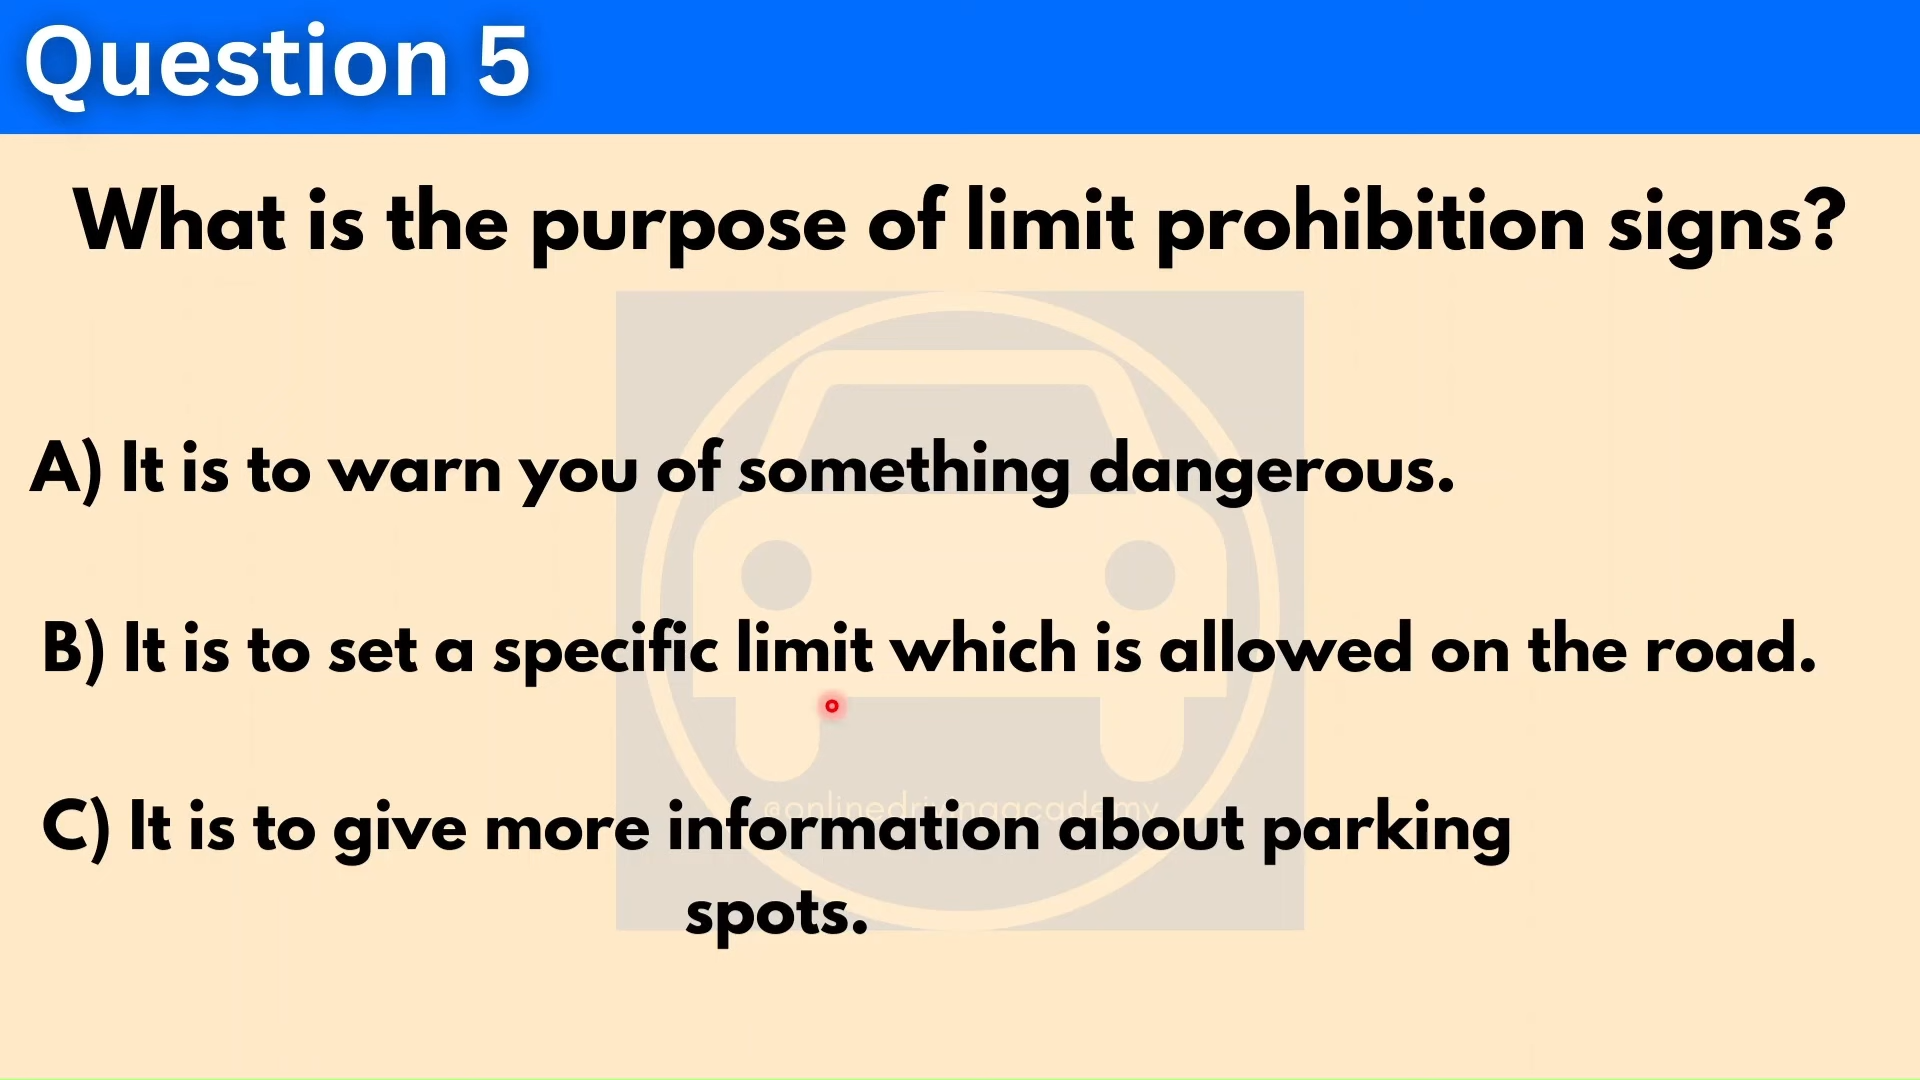 Question 5
What is the purpose of limit prohibition signs?
A) It is to warn you of something dangerous.
B) It is to set a specific limit which is allowed on the road.
@onlinedrivingacademy
C) It is to give more information about parking
spots.